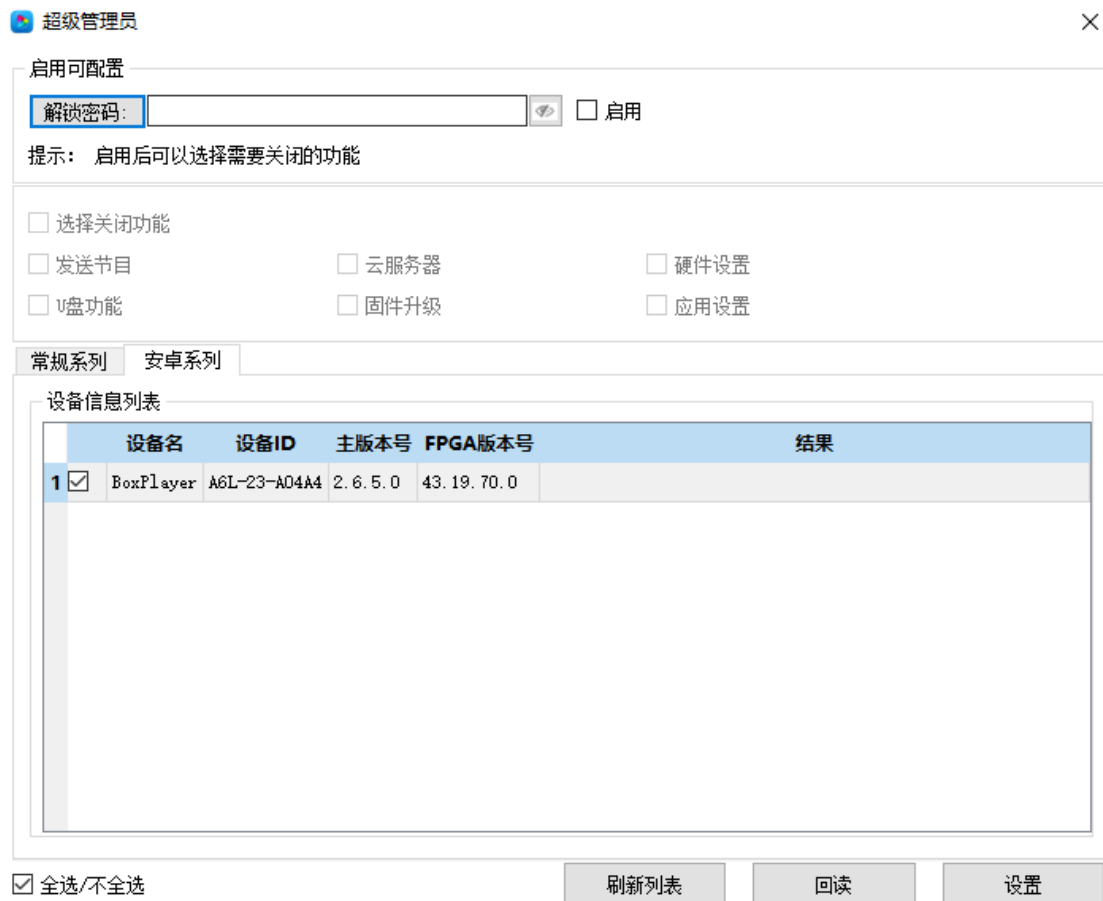 超级管理员
启用可配置
解锁密码: 启用
提示: 启用后可以选择需要关闭的功能
选择关闭功能
发送节目 云服务器 硬件设置
U盘功能 固件升级 应用设置
常规系列 安卓系列
设备信息列表
设备名 设备ID 主版本号 FPGA版本号 结果
1 BoxPlayer A6L-23-A04A4 2.6.5.0 43.19.70.0
全选/不全选 刷新列表 回读 设置